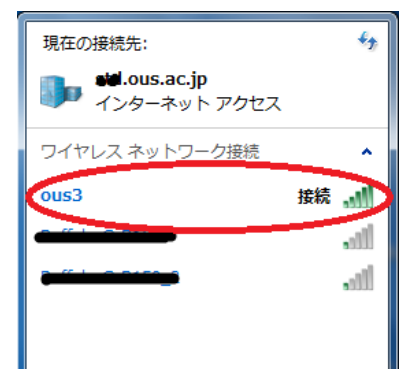 現在の接続先:
.ous.ac.jp
インターネット アクセス
ワイヤレス ネットワーク接続
ous3 接続